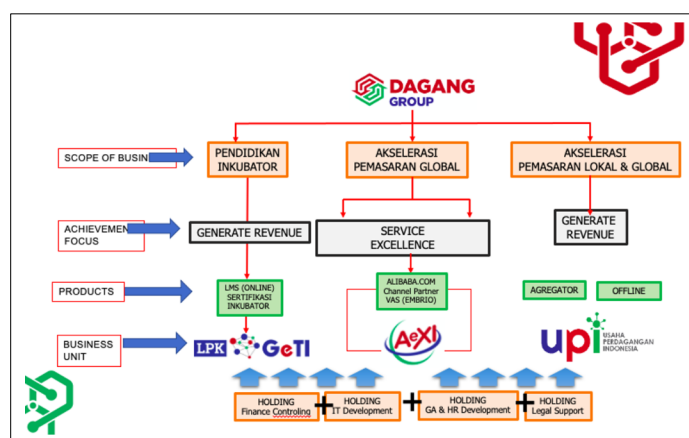 DAGANG
GROUP
SCOPE OF BUSIN
PENDIDIKAN
INKUBATOR
AKSELERASI
PEMASARAN GLOBAL
AKSELERASI
PEMASARAN LOKAL & GLOBAL
ACHIEVEMEN
FOCUS
GENERATE REVENUE
SERVICE
EXCELLENCE
GENERATE
REVENUE
PRODUCTS
LMS (ONLINE)
SERTIFIKASI
INKUBATOR
ALIBABA.COM
Channel Partner
VAS (EMBRIO)
AGREGATOR
OFFLINE
BUSINESS
UNIT
LPK GeTI
AeXI
upi
USAHA
PERDAGANGAN
INDONESIA
HOLDING
Finance Controling
+
HOLDING
IT Development
+
HOLDING
GA & HR Development
+
HOLDING
Legal Support